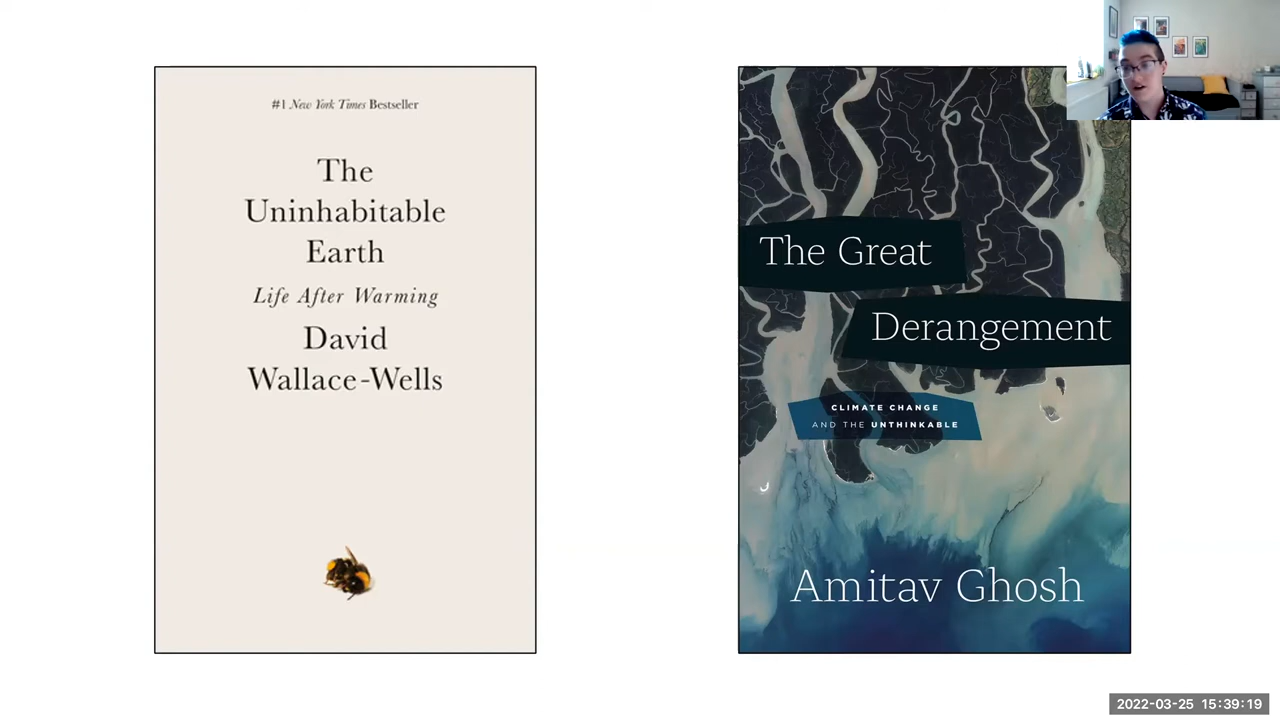 #1 New York Times Bestseller
The
Uninhabitable
Earth
Life After Warming
David
Wallace-Wells
The Great
Derangement
CLIMATE CHANGE
AND THE UNTHINKABLE
Amitav Ghosh
2022-03-25 15:39:19